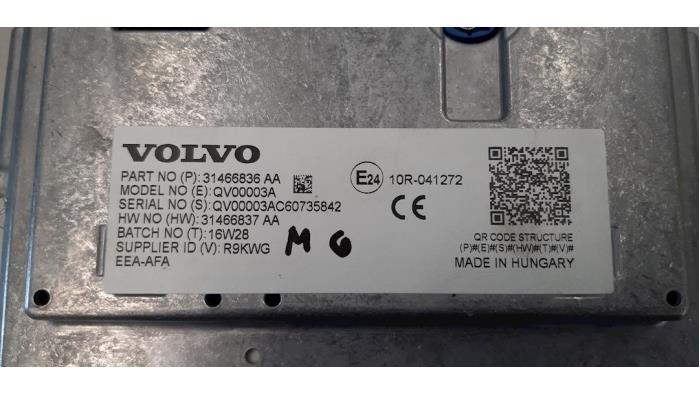 VOLVO
PART NO (P): 31466836 AA
MODEL NO (E): QV00003A
SERIAL NO (S): QV00003AC60735842
HW NO (HW): 31466837 AA
BATCH NO (T): 16W28
SUPPLIER ID (V): R9KWG
EEA-AFA
M 6
E24 10R-041272
CE
QR CODE STRUCTURE
(P)#(E)#(S)#(HW)#(T)#(V)#
MADE IN HUNGARY